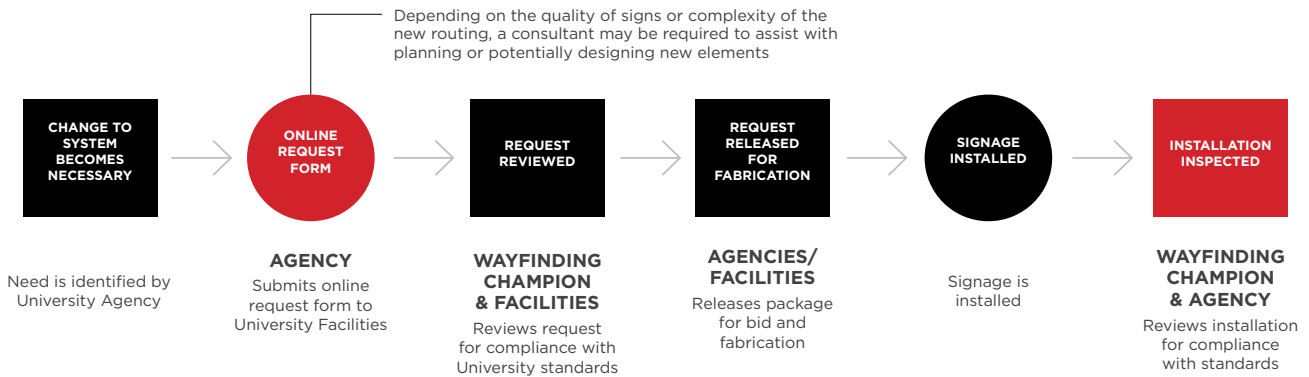 Depending on the quality of signs or complexity of the
new routing, a consultant may be required to assist with
planning or potentially designing new elements
CHANGE TO
SYSTEM
BECOMES
NECESSARY
ONLINE
REQUEST
FORM
REQUEST
REVIEWED
REQUEST
RELEASED
FOR
FABRICATION
SIGNAGE
INSTALLED
INSTALLATION
INSPECTED
Need is identified by
University Agency
AGENCY
Submits online
request form to
University Facilities
WAYFINDING
CHAMPION
& FACILITIES
Reviews request
for compliance with
University standards
AGENCIES/
FACILITIES
Releases package
for bid and
fabrication
Signage is
installed
WAYFINDING
CHAMPION
& AGENCY
Reviews installation
for compliance
with standards